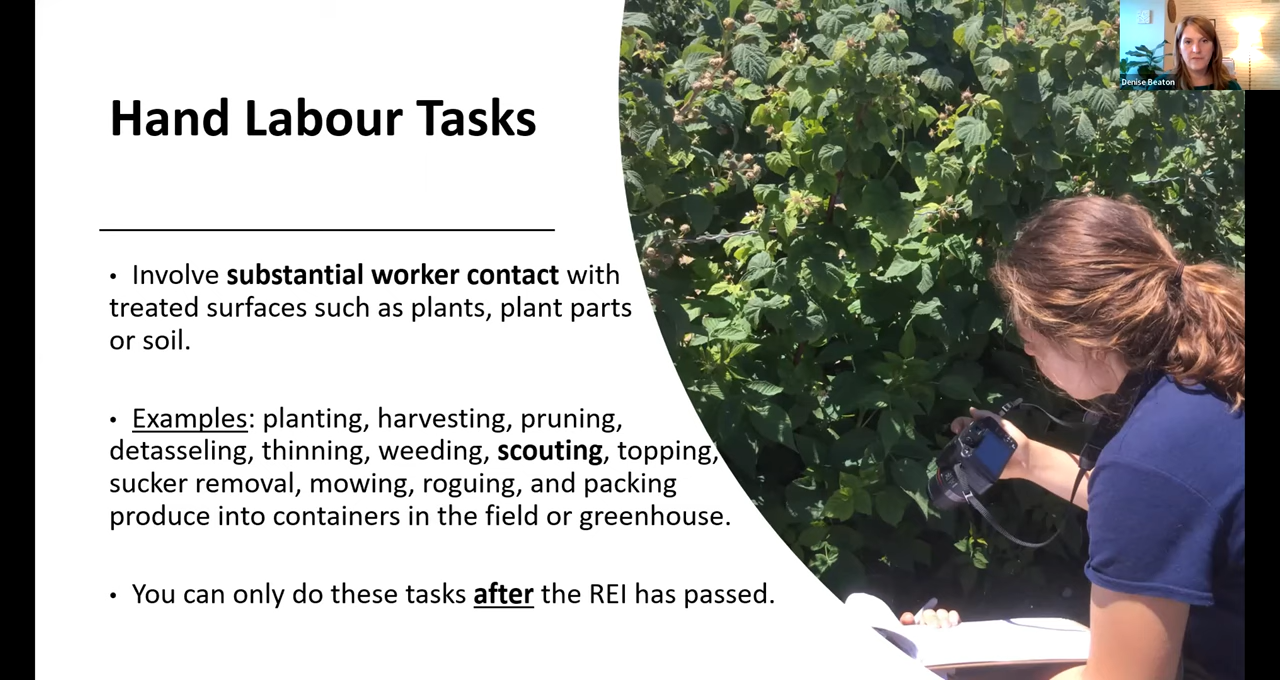 Denise Beaton
Hand Labour Tasks
• Involve substantial worker contact with
treated surfaces such as plants, plant parts
or soil.
• Examples: planting, harvesting, pruning,
detasseling, thinning, weeding, scouting, topping,
sucker removal, mowing, roguing, and packing
produce into containers in the field or greenhouse.
• You can only do these tasks after the REI has passed.